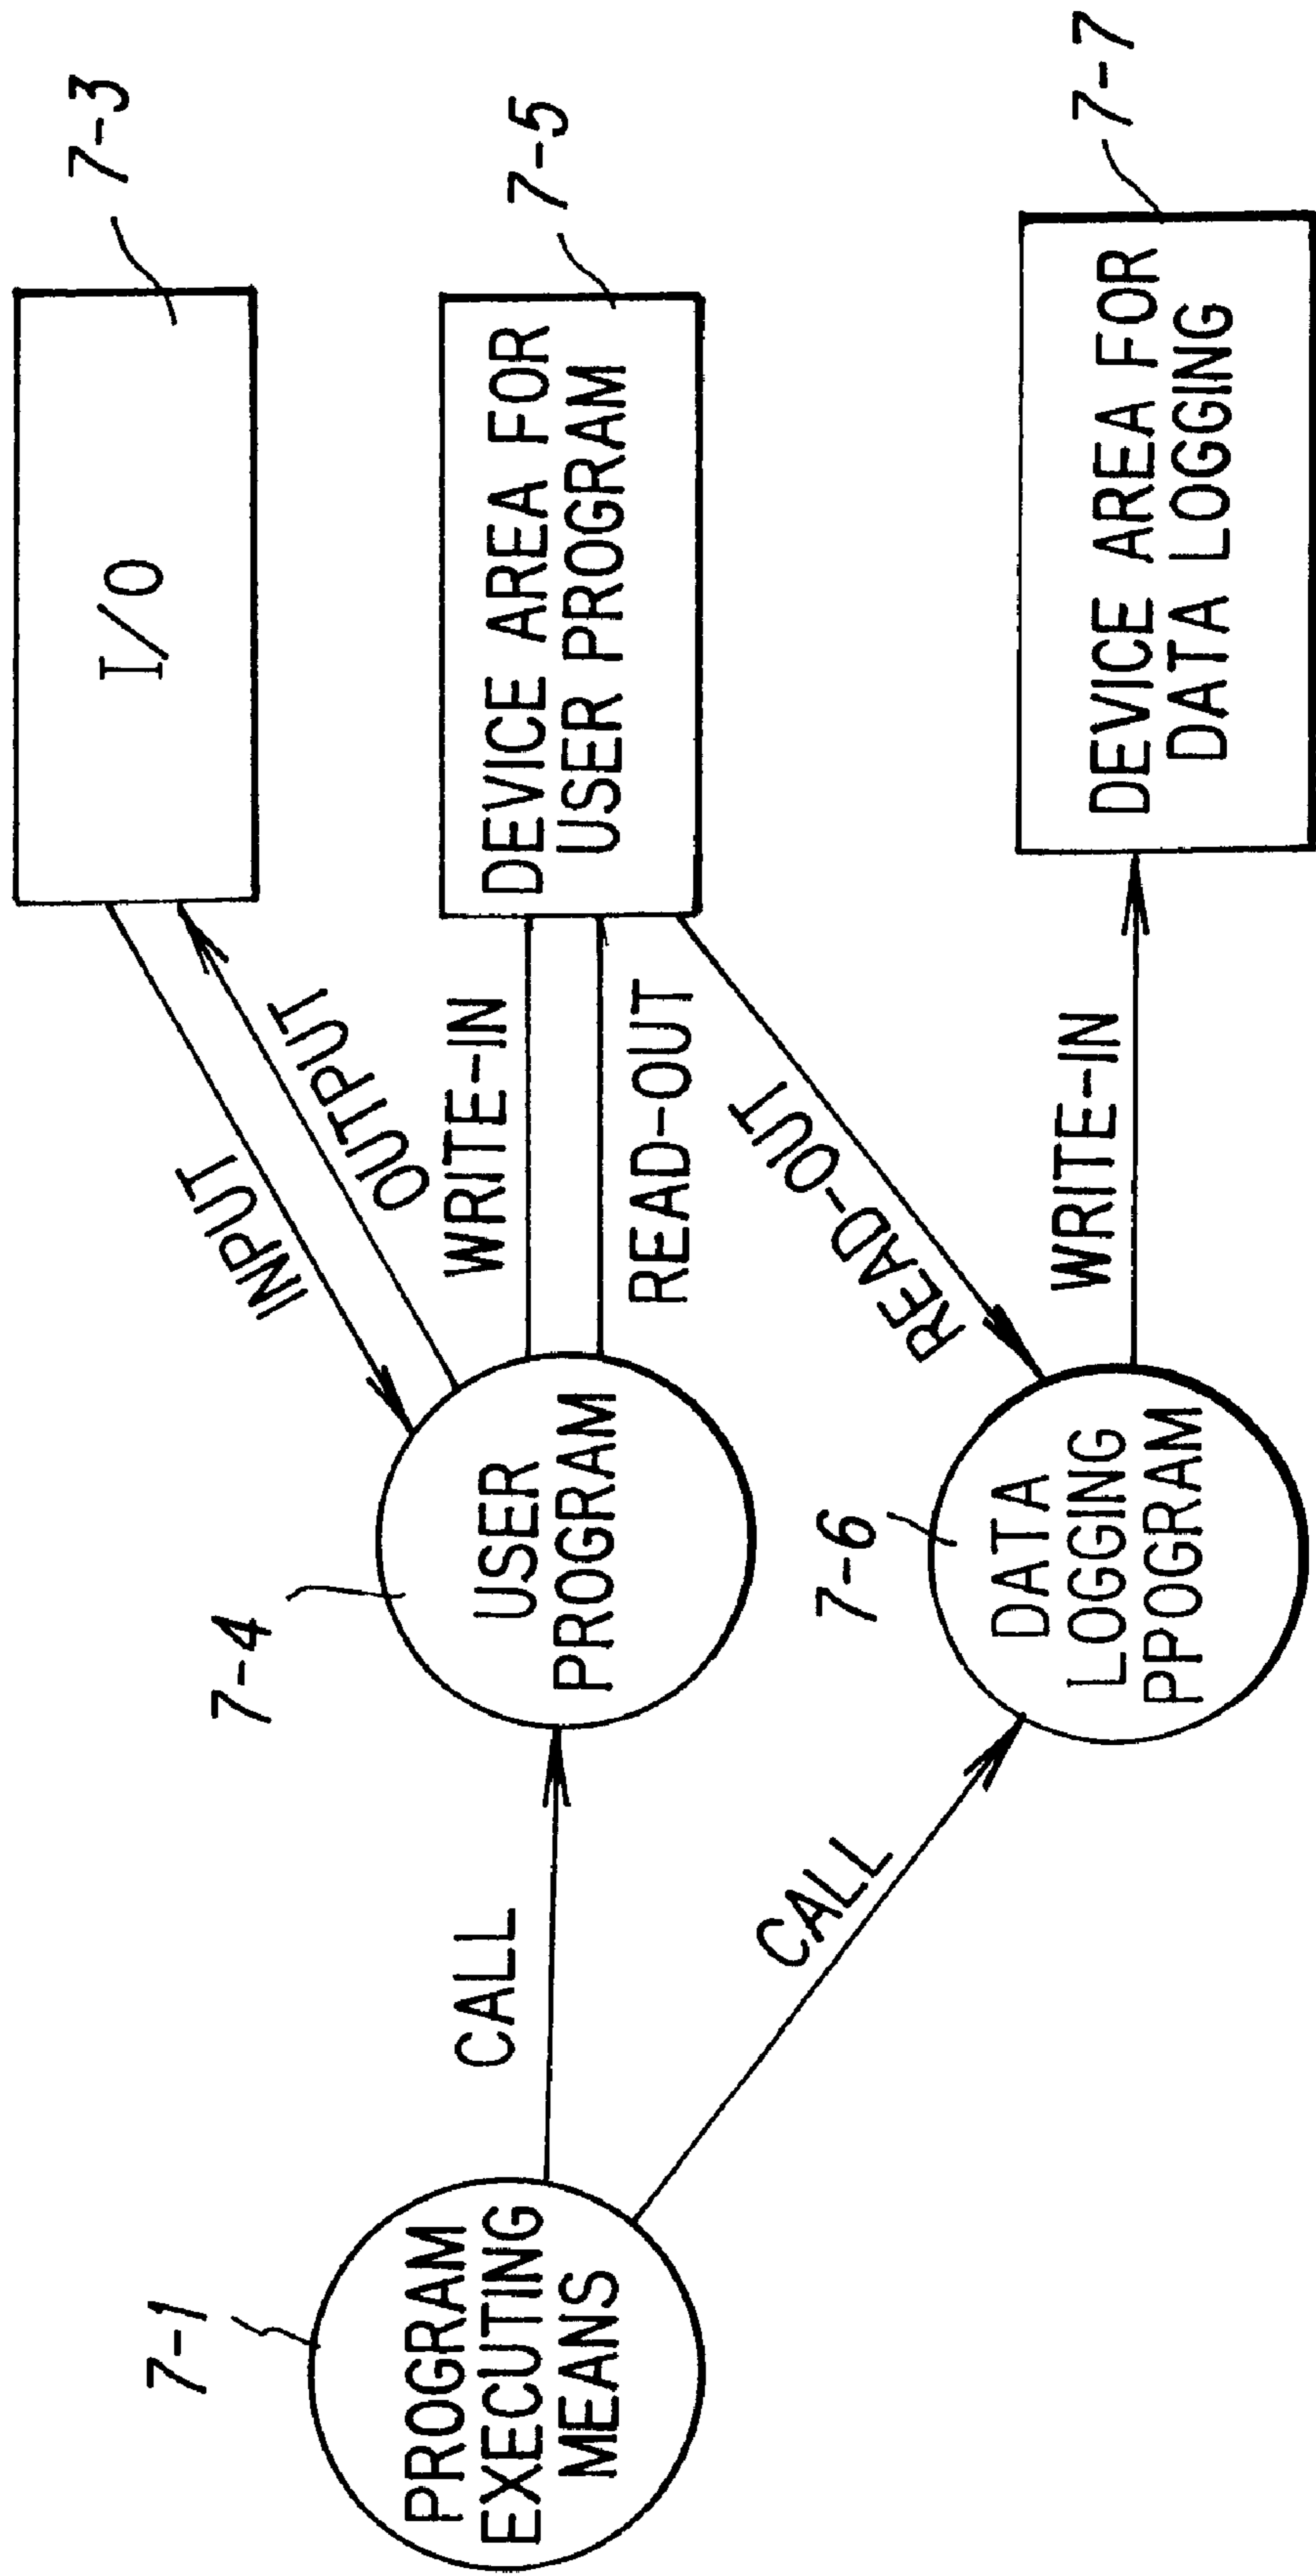 7-3
I/O
INPUT
OUTPUT
7-5
DEVICE AREA FOR
USER PROGRAM
WRITE-IN
READ-OUT
7-4
USER
PROGRAM
CALL
7-1
PROGRAM
EXECUTING
MEANS
CALL
READ-OUT
7-6
DATA
LOGGING
PPOGRAM
WRITE-IN
7-7
DEVICE AREA FOR
DATA LOGGING